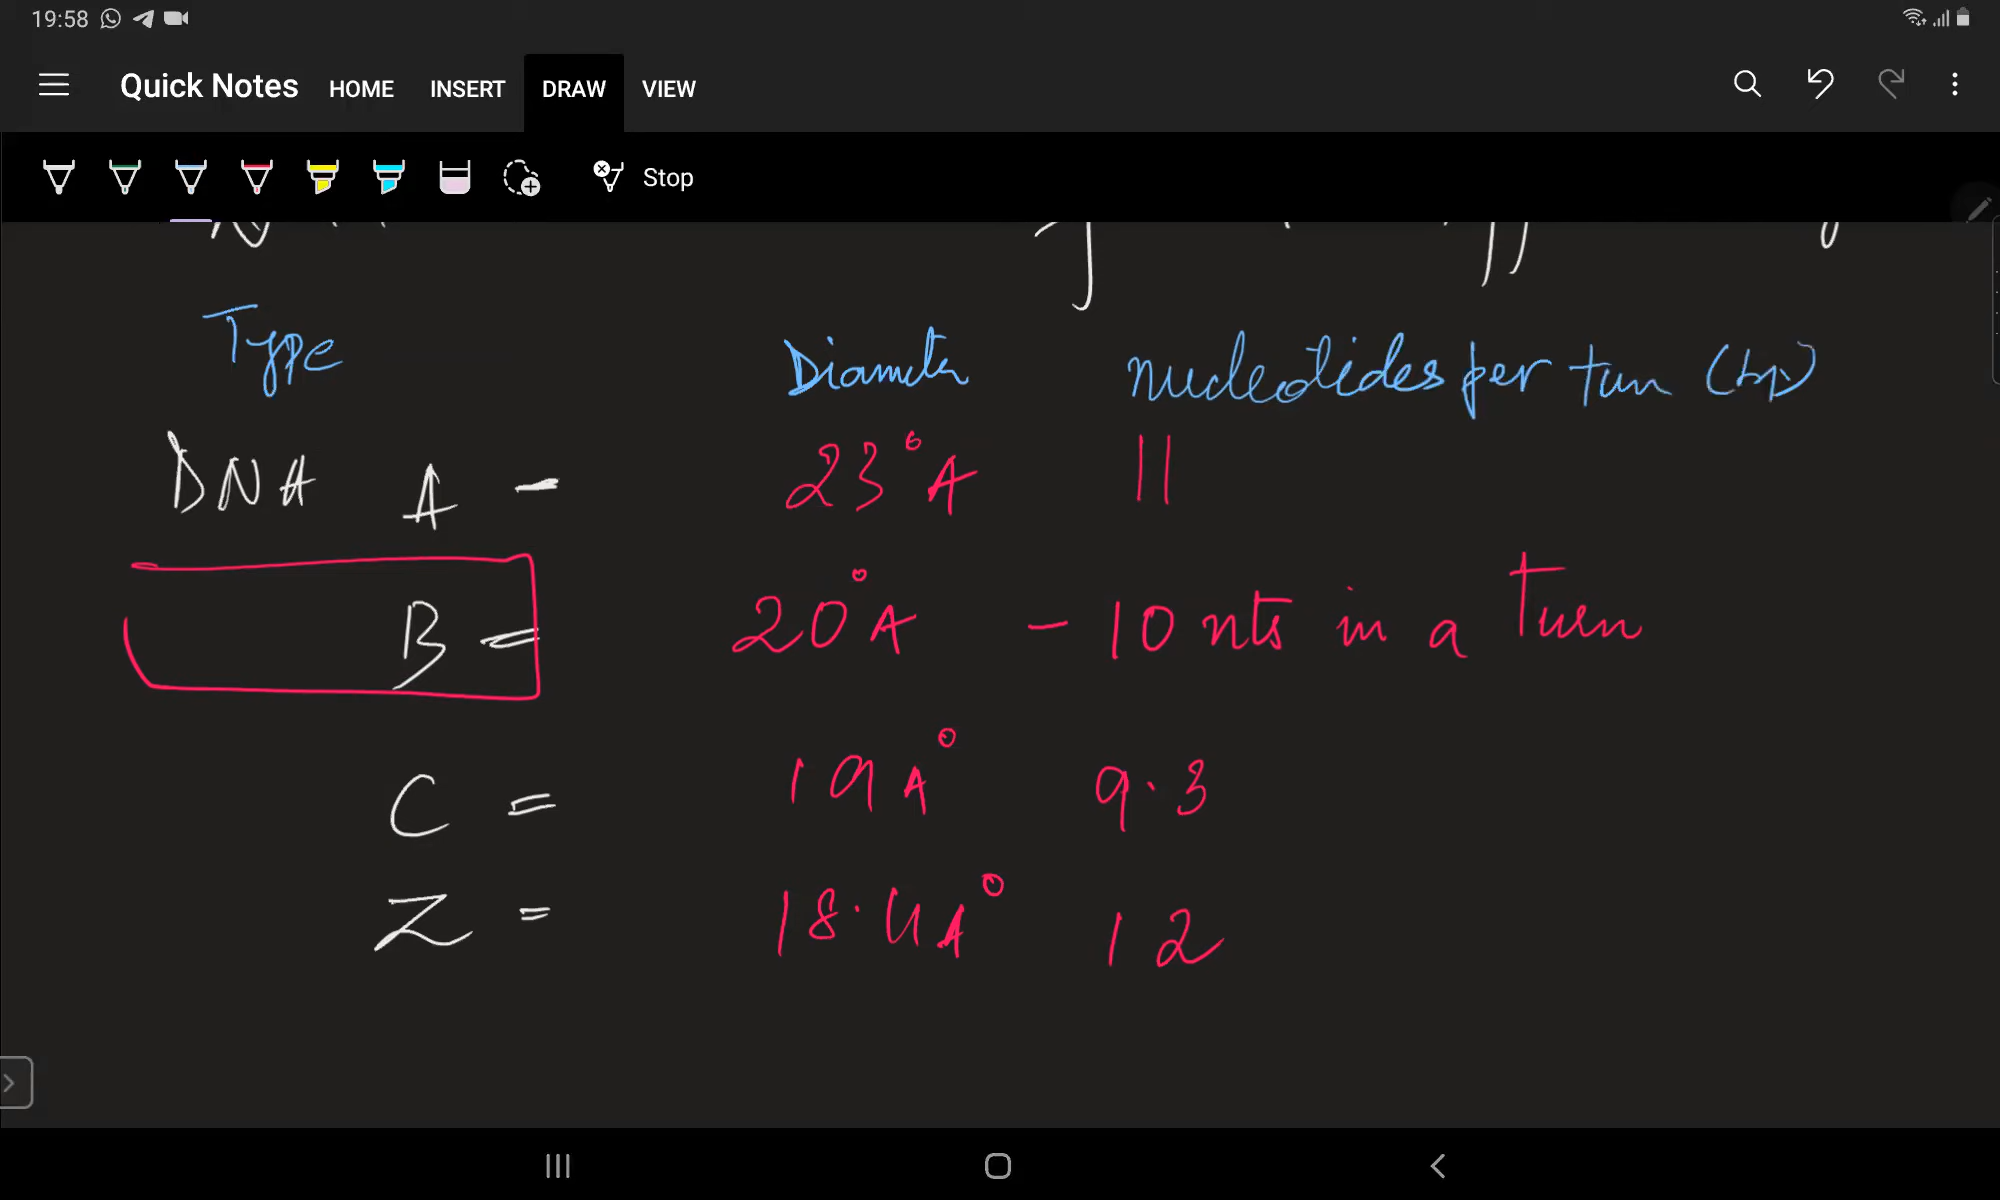 19:58
Quick Notes HOME INSERT DRAW VIEW
Stop
Type Diameter nucleotides per turn (bp)
DNA A - 23°A 11
B = 20°A - 10 nts in a Turn
C = 19A° 9.3
Z = 18.4A° 12